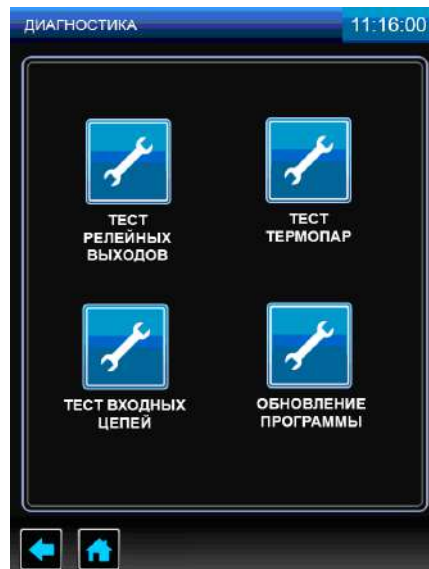 ДИАГНОСТИКА
11:16:00
ТЕСТ
РЕЛЕЙНЫХ
ВЫХОДОВ
ТЕСТ
ТЕРМОПАР
ТЕСТ ВХОДНЫХ
ЦЕПЕЙ
ОБНОВЛЕНИЕ
ПРОГРАММЫ